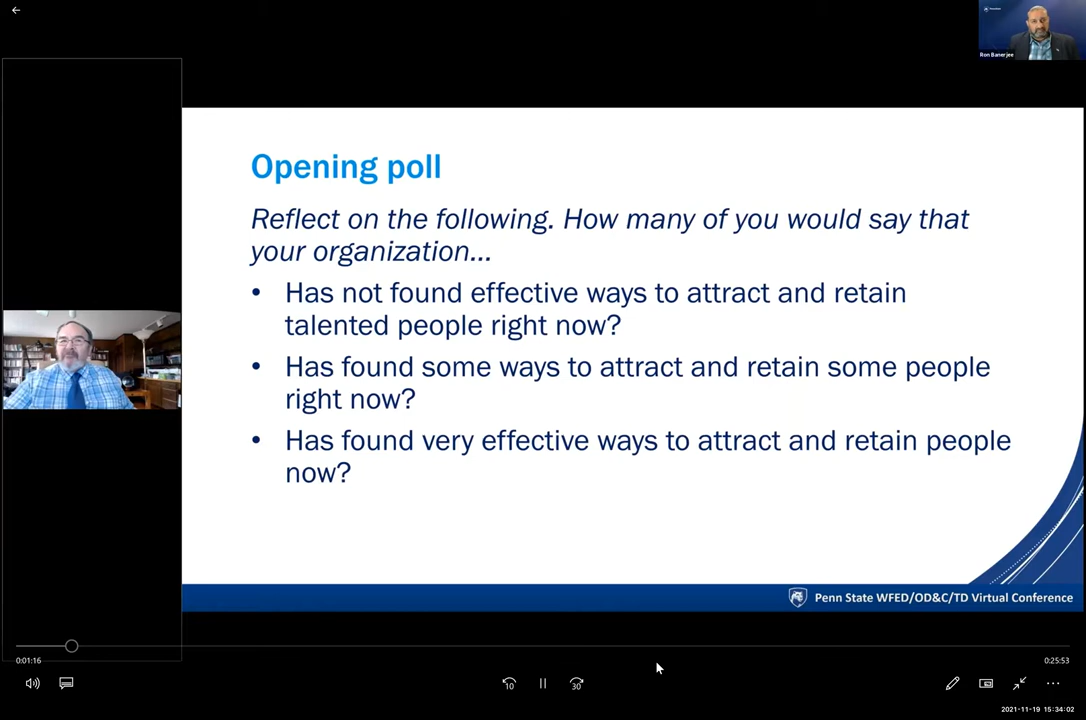 Ron Banerjee
Opening poll
Reflect on the following. How many of you would say that
your organization...
• Has not found effective ways to attract and retain
talented people right now?
• Has found some ways to attract and retain some people
right now?
• Has found very effective ways to attract and retain people
now?
Penn State WFED/OD&C/TD Virtual Conference
0:01:16
0:25:53
10
30
2021-11-19 15:34:02